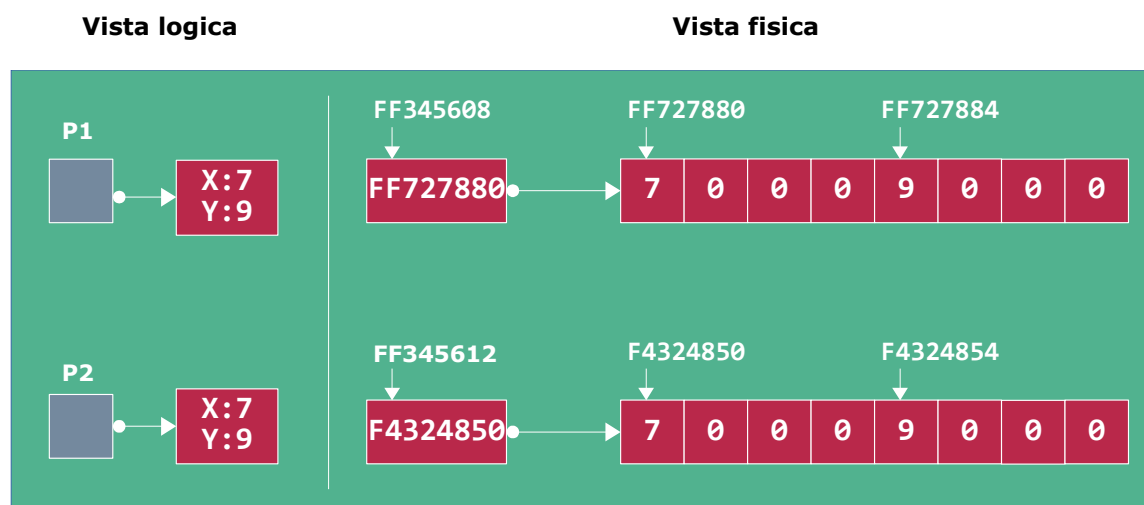 Vista logica
Vista fisica
P1
X:7
Y:9
FF345608
FF727880
FF727884
FF727880
7 0 0 0 9 0 0 0
P2
X:7
Y:9
FF345612
F4324850
F4324854
F4324850
7 0 0 0 9 0 0 0